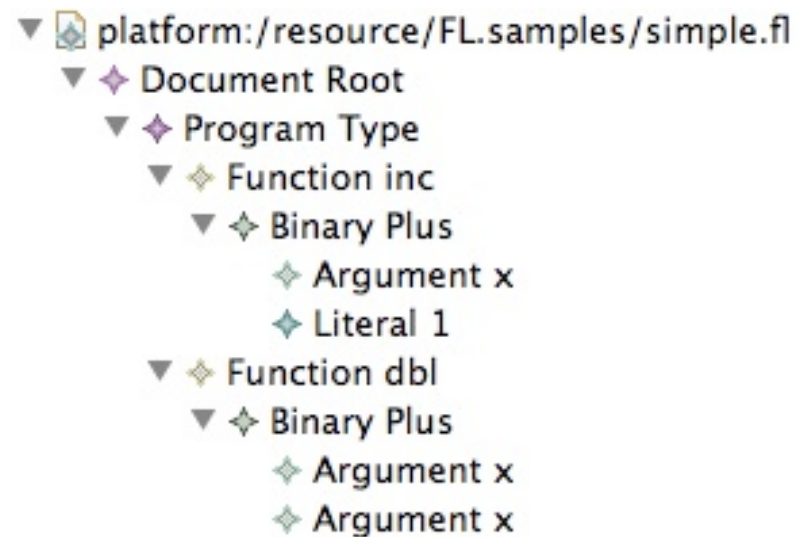 platform:/resource/FL.samples/simple.fl
Document Root
Program Type
Function inc
Binary Plus
Argument x
Literal 1
Function dbl
Binary Plus
Argument x
Argument x